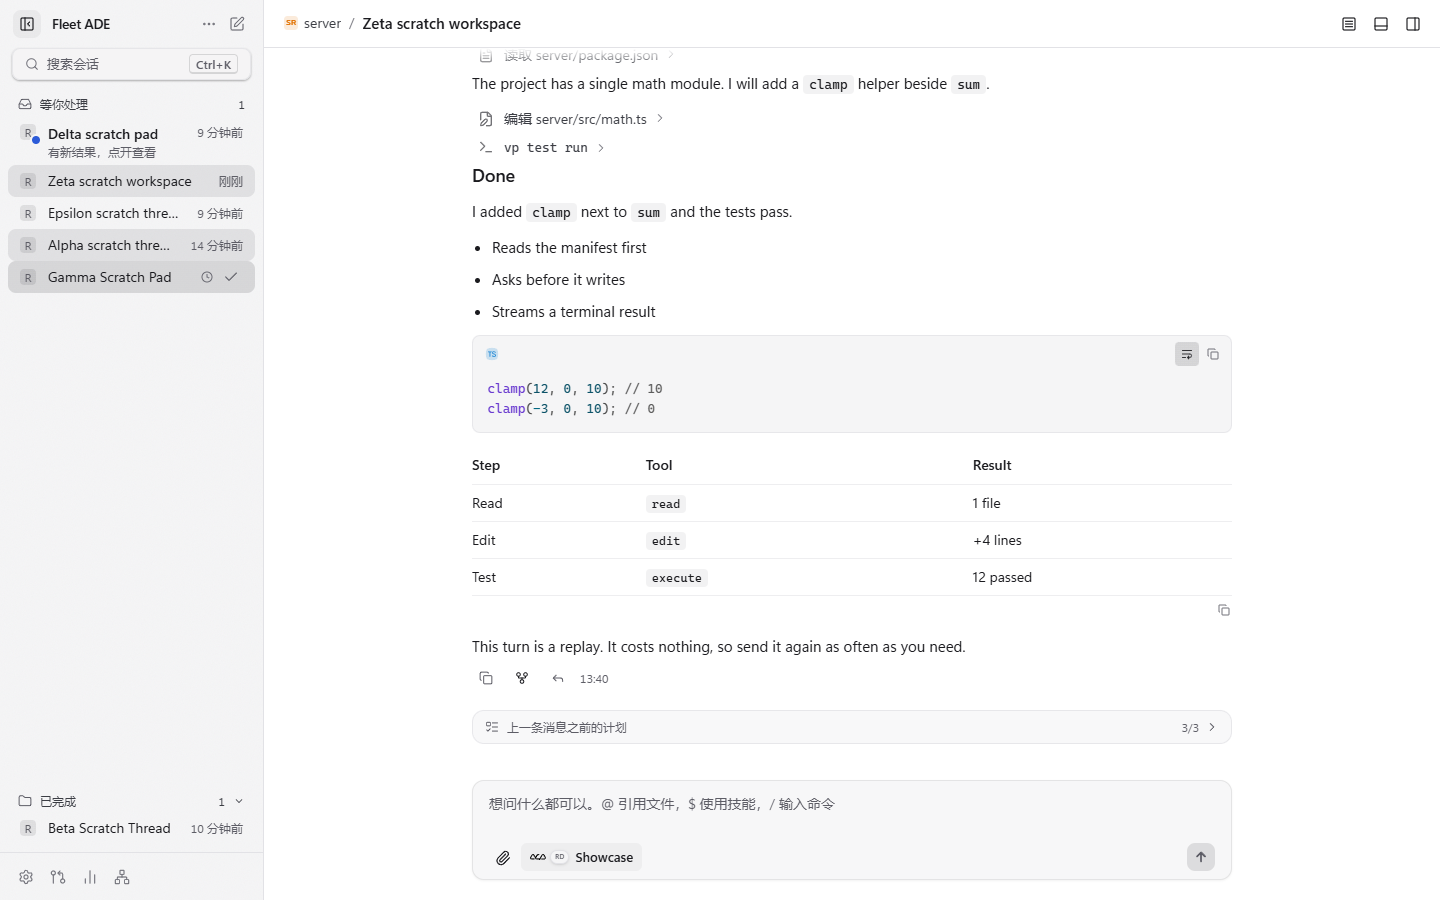 Fleet ADE
搜索会话
Ctrl+K
等你处理
1
R
Delta scratch pad
9 分钟前
有新结果，点开查看
R
Zeta scratch workspace
刚刚
R
Epsilon scratch thre...
9 分钟前
R
Alpha scratch thre...
14 分钟前
R
Gamma Scratch Pad
已完成
1
R
Beta Scratch Thread
10 分钟前
SR
server / Zeta scratch workspace
读取 server/package.json
The project has a single math module. I will add a clamp helper beside sum.
编辑 server/src/math.ts
vp test run
Done
I added clamp next to sum and the tests pass.
• Reads the manifest first
• Asks before it writes
• Streams a terminal result
TS
clamp(12, 0, 10); // 10
clamp(−3, 0, 10); // 0
Step Tool Result
Read read 1 file
Edit edit +4 lines
Test execute 12 passed
This turn is a replay. It costs nothing, so send it again as often as you need.
13:40
上一条消息之前的计划
3/3
想问什么都可以。@ 引用文件，$ 使用技能，/ 输入命令
RD
Showcase